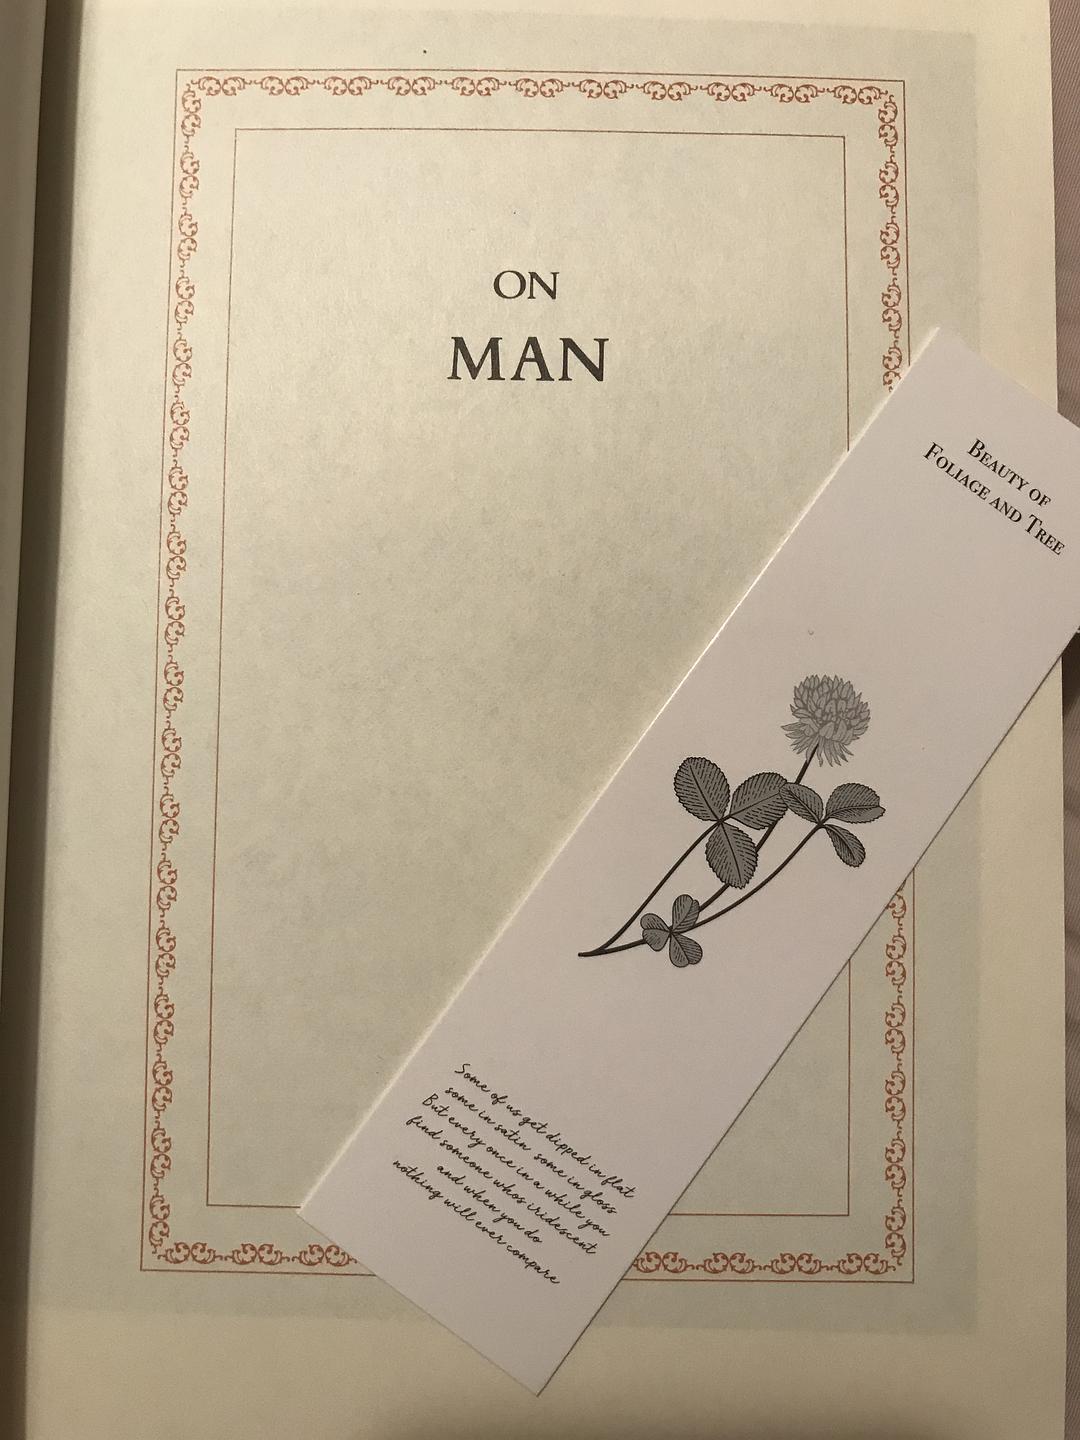 ON
MAN
BEAUTY OF
FOLIAGE AND TREE
Some of us get dipped in flat
some in satin some in gloss
But every once in a while you
find someone whos iridescent
and when you do
nothing will ever compare